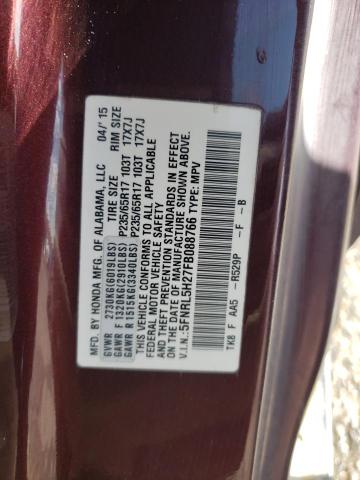 MFD. BY HONDA MFG. OF ALABAMA, LLC 04/'15
GVWR 2730KG(6019LBS) TIRE SIZE RIM SIZE
GAWR F 1320KG(2910LBS) P235/65R17 103T 17X7J
GAWR R 1515KG(3340LBS) P235/65R17 103T 17X7J
THIS VEHICLE CONFORMS TO ALL APPLICABLE
FEDERAL MOTOR VEHICLE SAFETY
AND THEFT PREVENTION STANDARDS IN EFFECT
ON THE DATE OF MANUFACTURE SHOWN ABOVE.
V.I.N.:5FNRL5H27FB088766 TYPE:MPV
TK8 F AA5 -R529P -F -B